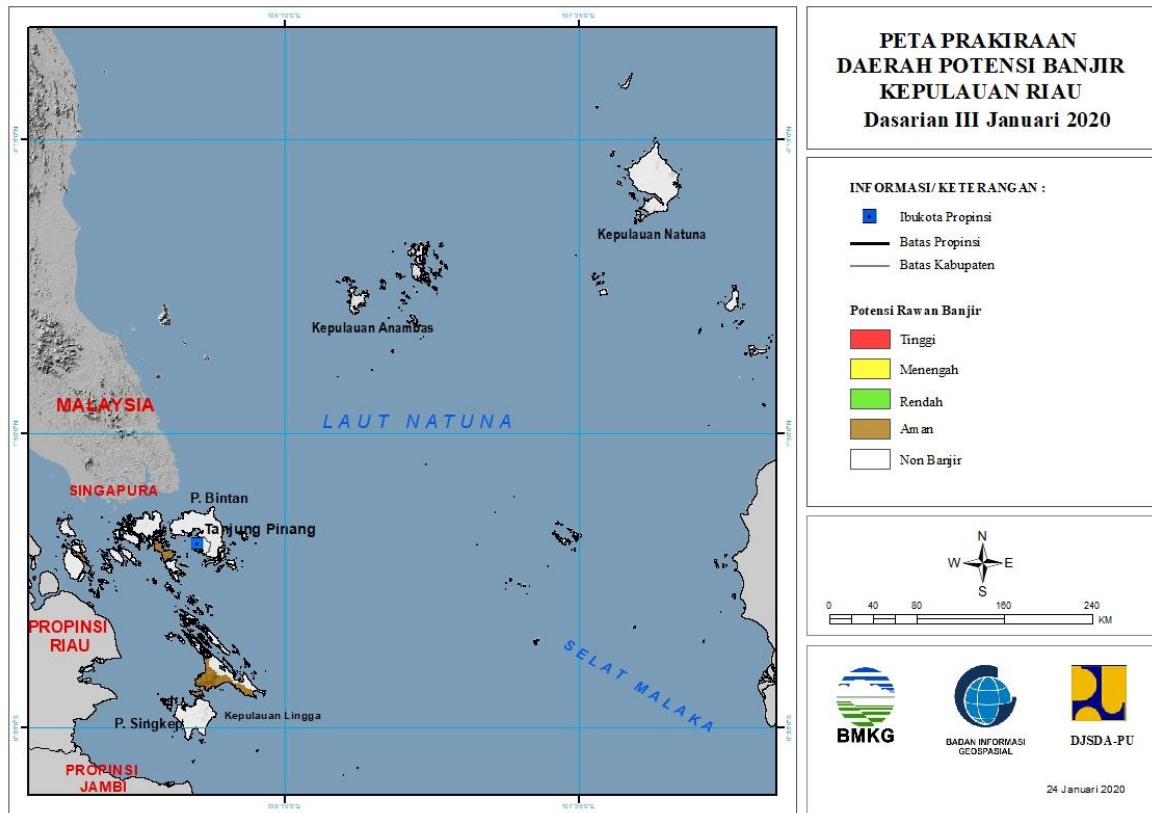 PETA PRAKIRAAN
DAERAH POTENSI BANJIR
KEPULAUAN RIAU
Dasarian III Januari 2020
INFORMASI/ KETERANGAN :
Ibukota Propinsi
Batas Propinsi
Batas Kabupaten
Potensi Rawan Banjir
Tinggi
Menengah
Rendah
Aman
Non Banjir
N
W E
S
0 40 80 160 240
KM
BMKG
BADAN INFORMASI
GEOSPASIAL
DJSDA-PU
24 Januari 2020
Kepulauan Natuna
Kepulauan Anambas
MALAYSIA
LAUT NATUNA
SINGAPURA
P. Bintan
Tanjung Pinang
PROPINSI
RIAU
SELAT MALAKA
P. Singkep
Kepulauan Lingga
PROPINSI
JAMBI